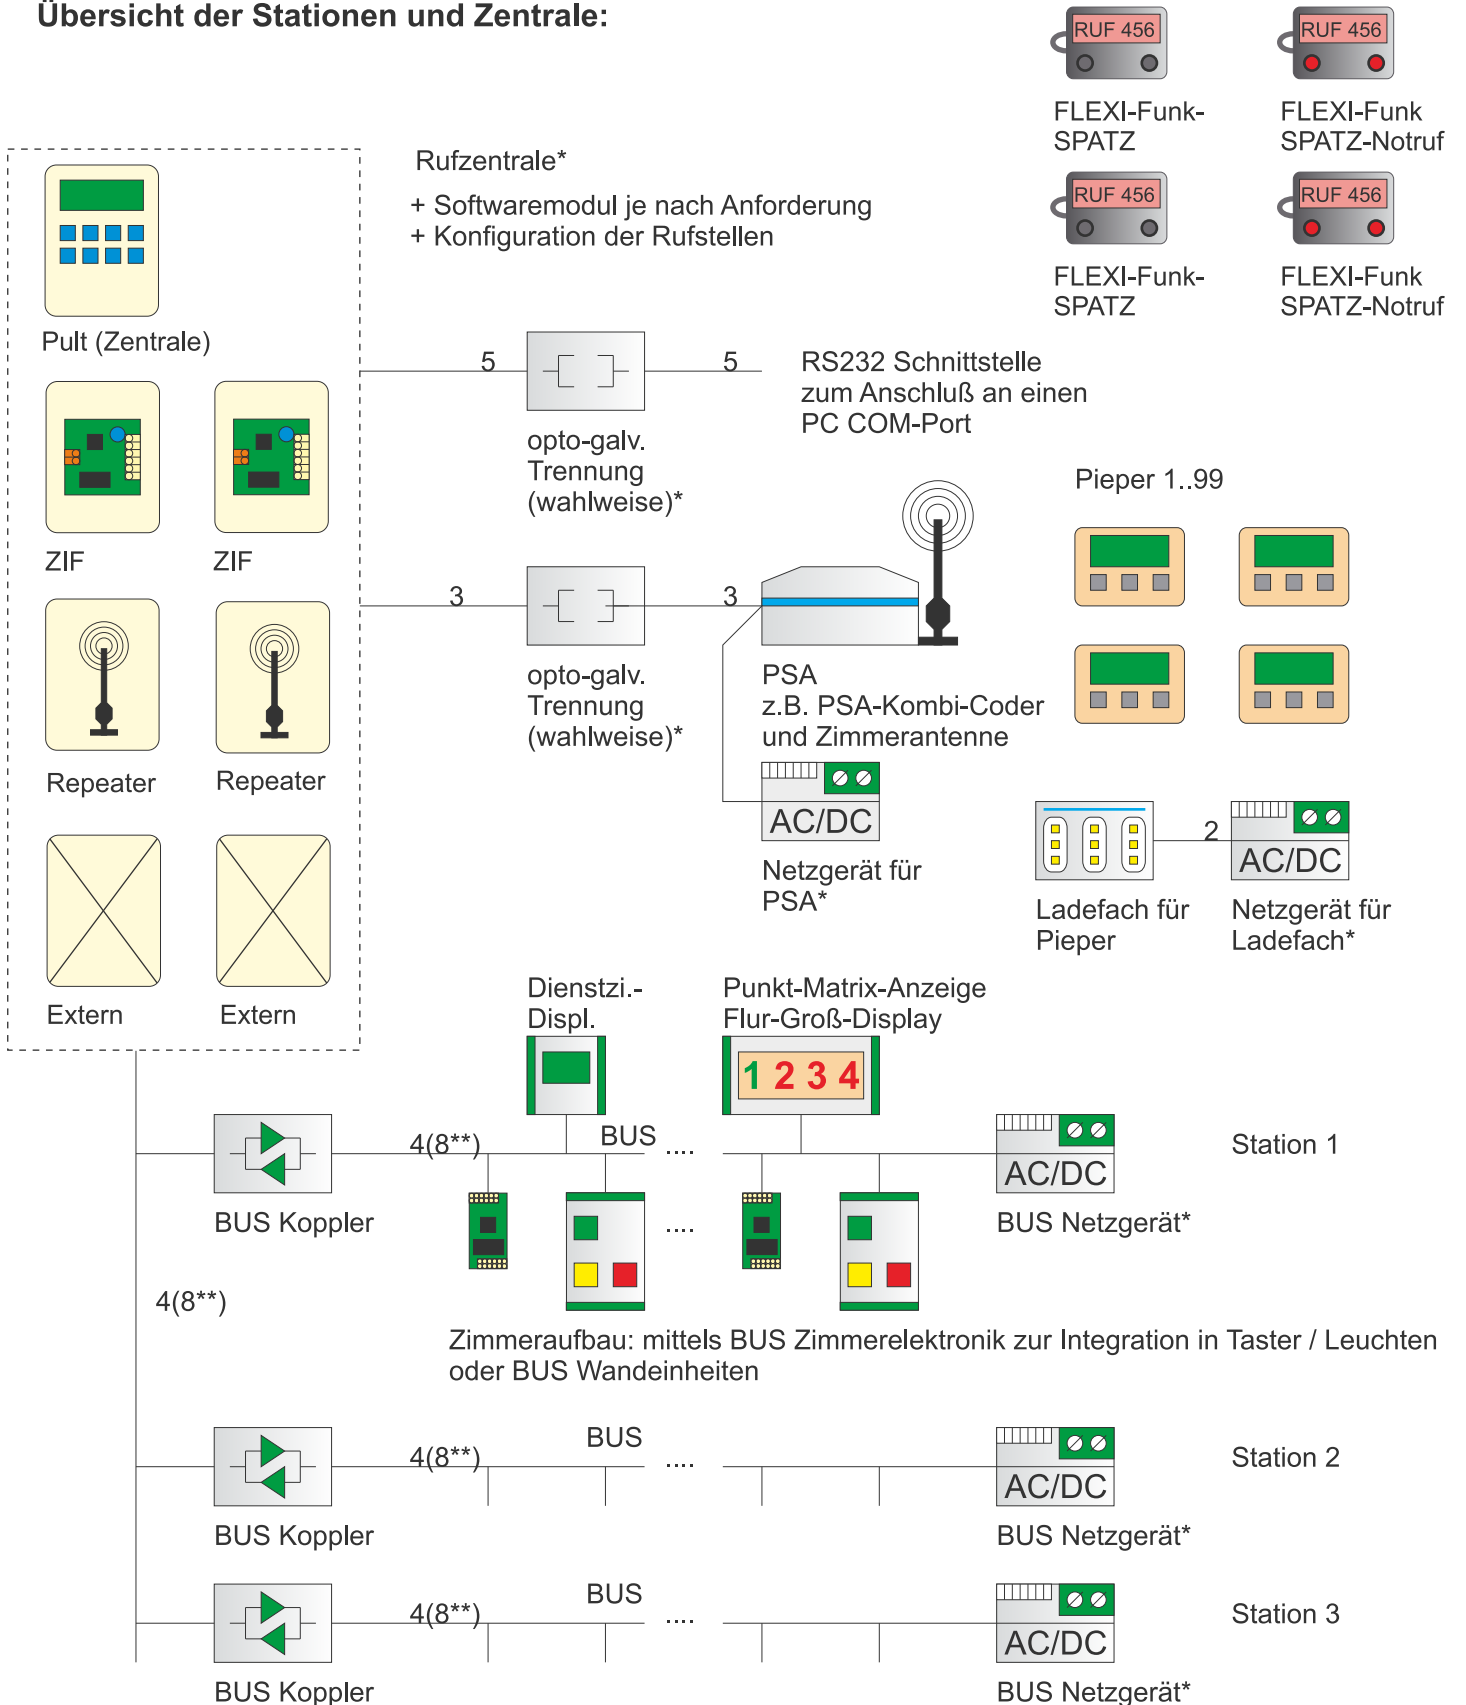 Übersicht der Stationen und Zentrale:
RUF 456
RUF 456
FLEXI-Funk-
SPATZ
FLEXI-Funk
SPATZ-Notruf
RUF 456
RUF 456
FLEXI-Funk-
SPATZ
FLEXI-Funk
SPATZ-Notruf
Rufzentrale*
+ Softwaremodul je nach Anforderung
+ Konfiguration der Rufstellen
Pult (Zentrale)
ZIF
ZIF
Repeater
Repeater
Extern
Extern
5
5
opto-galv.
Trennung
(wahlweise)*
RS232 Schnittstelle
zum Anschluß an einen
PC COM-Port
3
3
opto-galv.
Trennung
(wahlweise)*
PSA
z.B. PSA-Kombi-Coder
und Zimmerantenne
AC/DC
Netzgerät für
PSA*
Pieper 1..99
2
AC/DC
Ladefach für
Pieper
Netzgerät für
Ladefach*
Dienstzi.-
Displ.
Punkt-Matrix-Anzeige
Flur-Groß-Display
1 2 3 4
4(8**)
BUS
....
AC/DC
Station 1
BUS Koppler
....
BUS Netzgerät*
4(8**)
Zimmeraufbau: mittels BUS Zimmerelektronik zur Integration in Taster / Leuchten
oder BUS Wandeinheiten
4(8**)
BUS
....
AC/DC
Station 2
BUS Koppler
BUS Netzgerät*
4(8**)
BUS
....
AC/DC
Station 3
BUS Koppler
BUS Netzgerät*